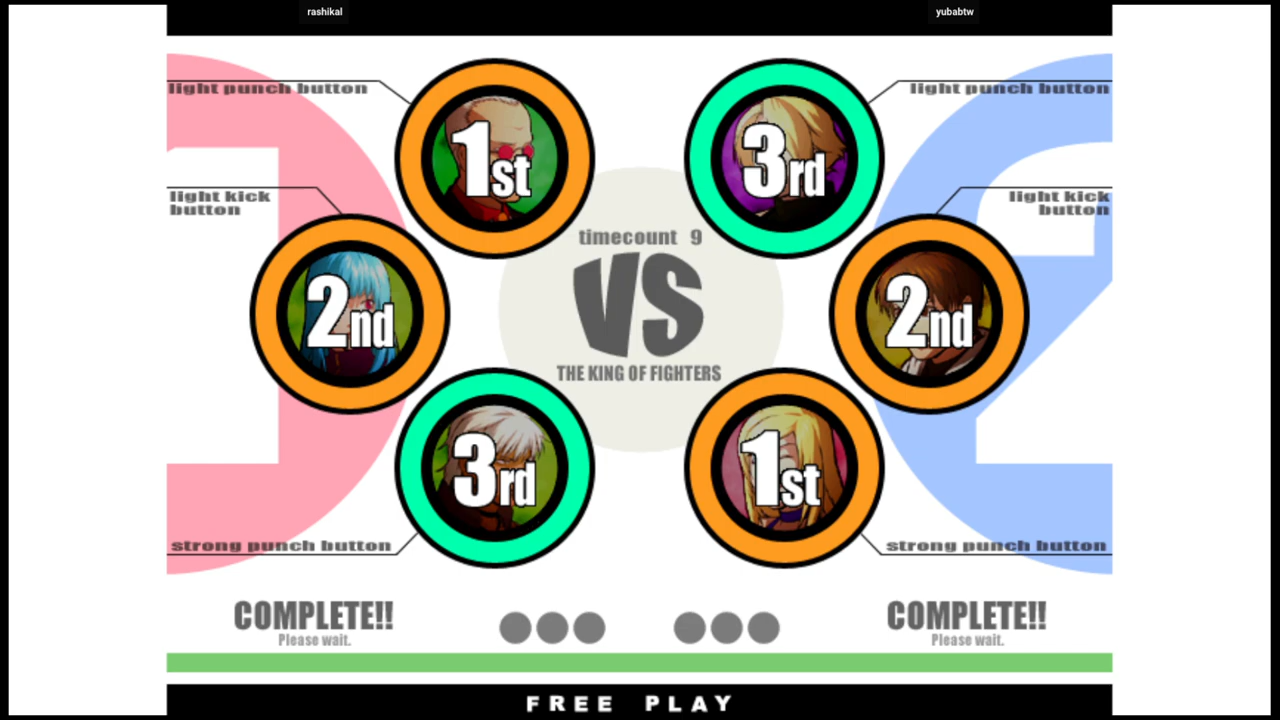 rashikal
yubabtw
light punch button
light punch button
1st
3rd
light kick
button
light kick
button
timecount 9
VS
THE KING OF FIGHTERS
2nd
2nd
3rd
1st
strong punch button
strong punch button
COMPLETE!!
Please wait.
COMPLETE!!
Please wait.
FREE PLAY